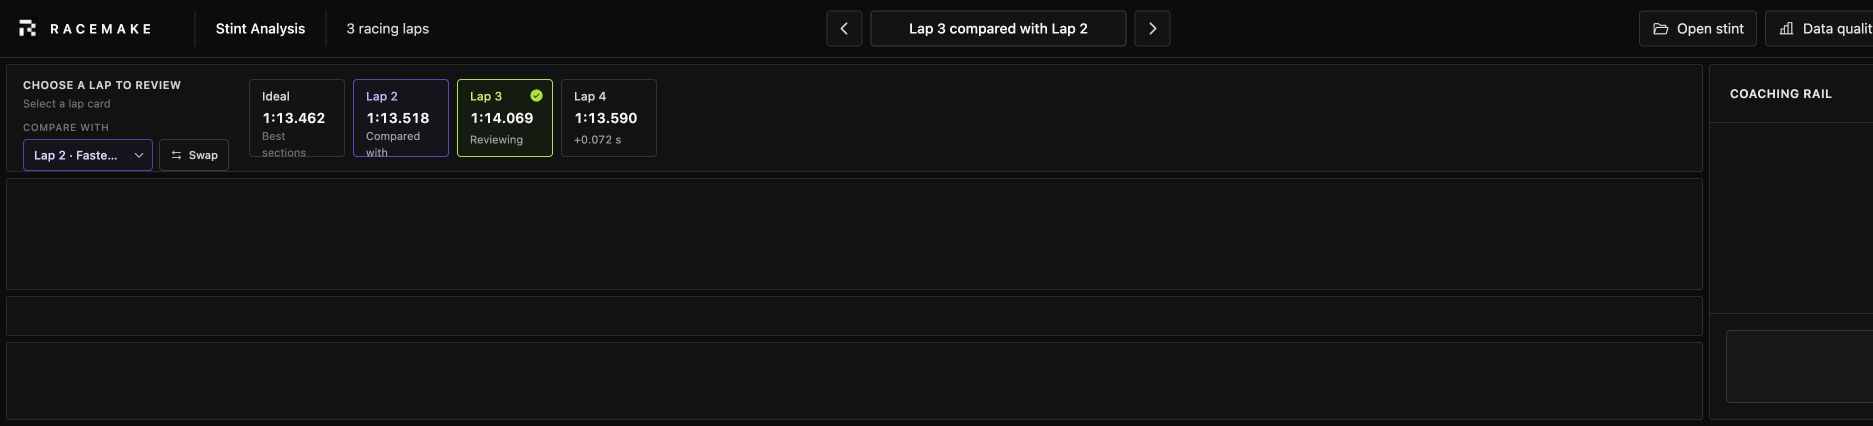 RACEMAKE
Stint Analysis
3 racing laps
Lap 3 compared with Lap 2
Open stint
Data qualit
CHOOSE A LAP TO REVIEW
Select a lap card
COMPARE WITH
Lap 2 · Faste...
Swap
Ideal
1:13.462
Best
sections
Lap 2
1:13.518
Compared
with
Lap 3
1:14.069
Reviewing
Lap 4
1:13.590
+0.072 s
COACHING RAIL